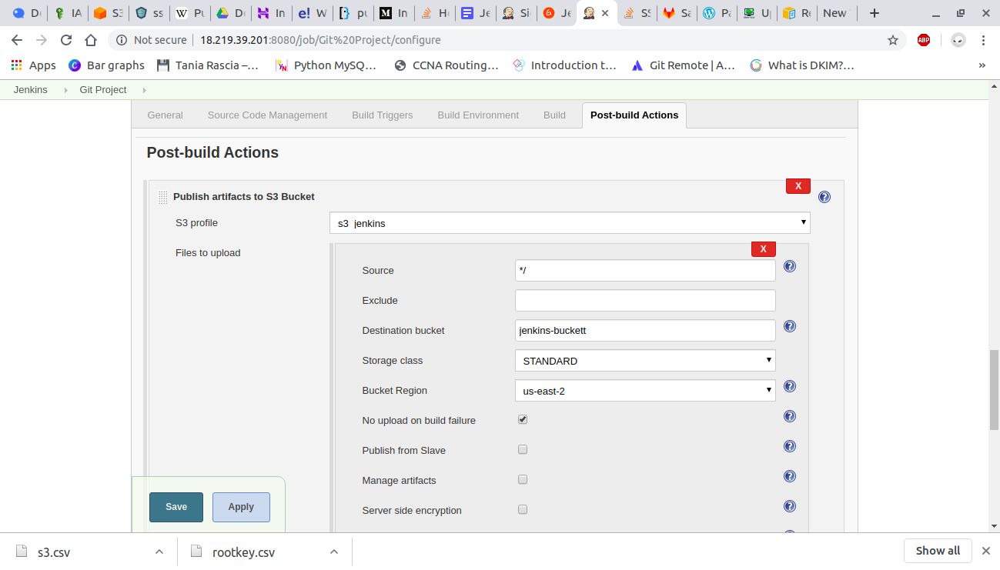 De
IA
S3
ss
Pu
De
In
W
pu
In
Ho
Je
Sig
Je
SS
Sa
Pa
Up
Re
New T
Not secure 18.219.39.201:8080/job/Git%20Project/configure
ABP
Apps Bar graphs Tania Rascia –… Python MySQ… CCNA Routing… Introduction t… Git Remote | A… What is DKIM?… »
Jenkins Git Project
General Source Code Management Build Triggers Build Environment Build Post-build Actions
Post-build Actions
X
Publish artifacts to S3 Bucket
S3 profile s3 jenkins
Files to upload
X
Source */
Exclude
Destination bucket jenkins-buckett
Storage class STANDARD
Bucket Region us-east-2
No upload on build failure
Publish from Slave
Manage artifacts
Server side encryption
Save Apply
s3.csv rootkey.csv Show all